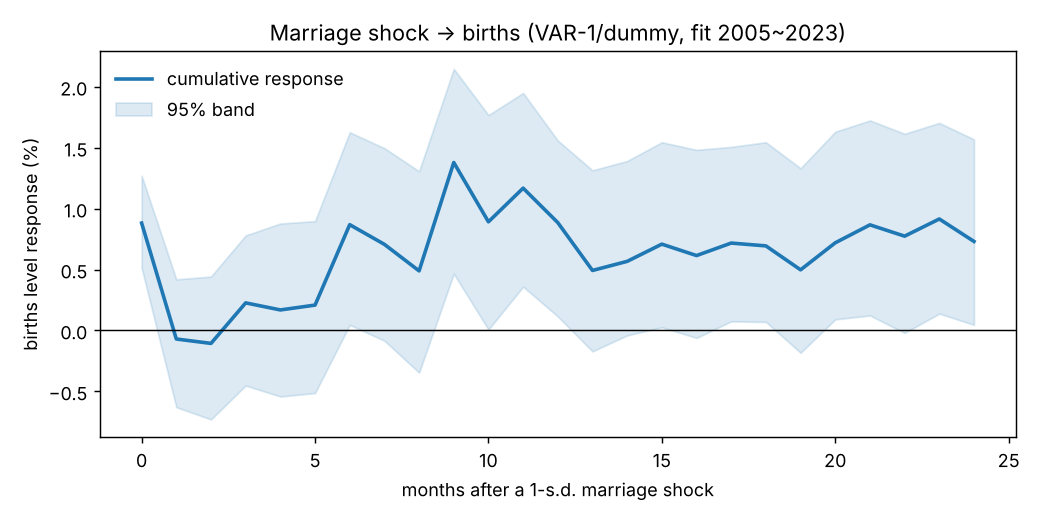 Marriage shock → births (VAR-1/dummy, fit 2005~2023)
cumulative response
95% band
births level response (%)
2.0
1.5
1.0
0.5
0.0
−0.5
0
5
10
15
20
25
months after a 1-s.d. marriage shock